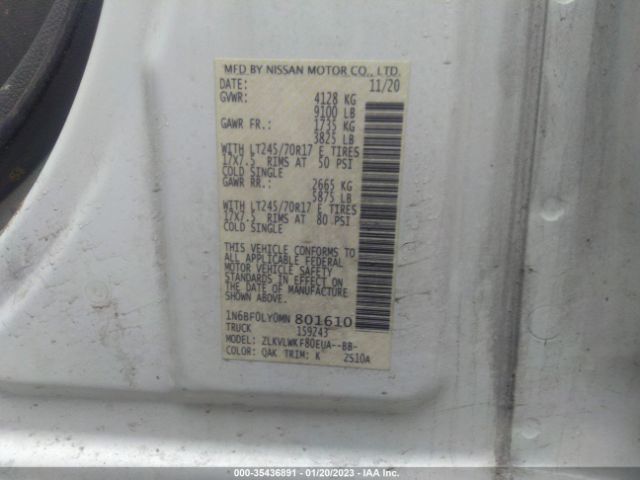 MFD BY NISSAN MOTOR CO., LTD.
DATE: 11/20
GVWR: 4128 KG
9100 LB
GAWR FR.: 1735 KG
3825 LB
WITH LT245/70R17 E TIRES
17X7.5 RIMS AT 50 PSI
COLD SINGLE
GAWR RR.: 2665 KG
5875 LB
WITH LT245/70R17 E TIRES
17X7.5 RIMS AT 80 PSI
COLD SINGLE
THIS VEHICLE CONFORMS TO
ALL APPLICABLE FEDERAL
MOTOR VEHICLE SAFETY
STANDARDS IN EFFECT ON
THE DATE OF MANUFACTURE
SHOWN ABOVE.
1N6BF0LY0MN 801610
TRUCK 159243
MODEL: ZLKVLWKF80EUA--BB-
COLOR: QAK TRIM: K 2510A
000-35436891 - 01/20/2023 - IAA Inc.